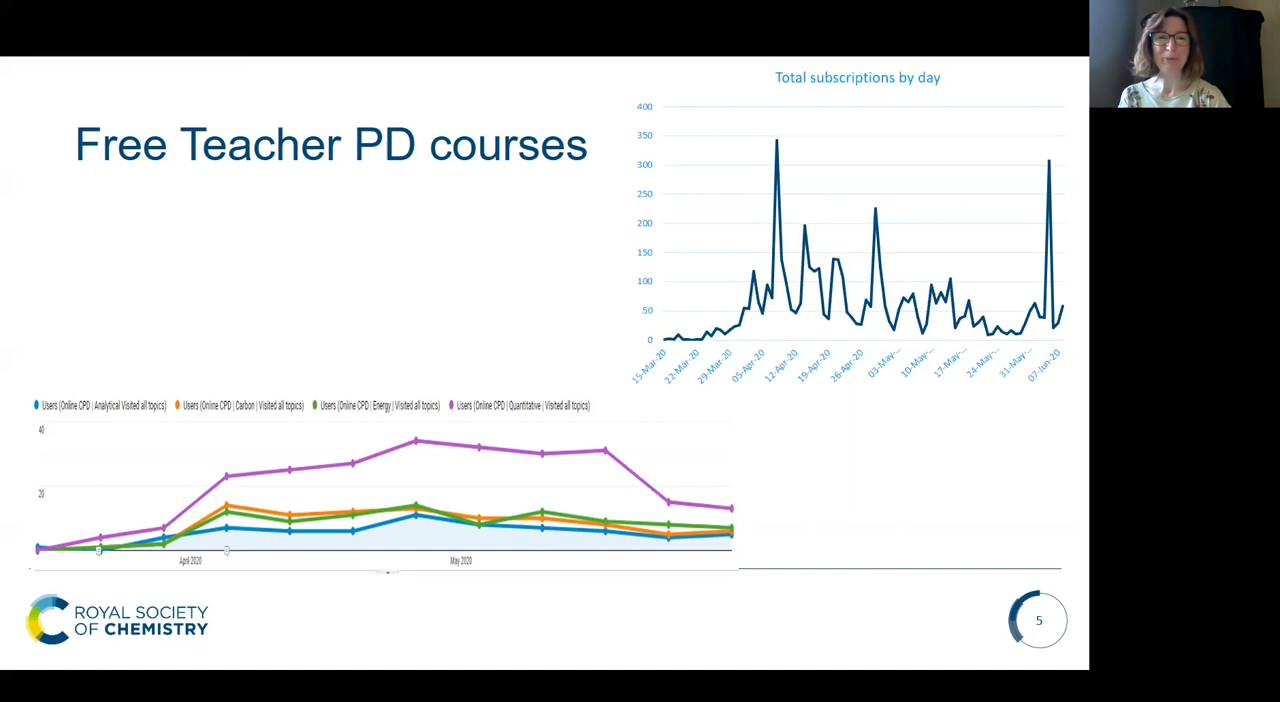 Total subscriptions by day
Free Teacher PD courses
400
350
300
250
200
150
100
50
0
15-Mar-20
22-Mar-20
29-Mar-20
05-Apr-20
12-Apr-20
19-Apr-20
26-Apr-20
03-May-...
10-May-...
17-May-...
24-May-...
31-May-...
07-Jun-20
Users (Online CPD | Analytical Visited all topics) Users (Online CPD | Carbon | Visited all topics) Users (Online CPD | Energy | Visited all topics) Users (Online CPD | Quantitative | Visited all topics)
40
20
April 2020 May 2020
ROYAL SOCIETY
OF CHEMISTRY
5